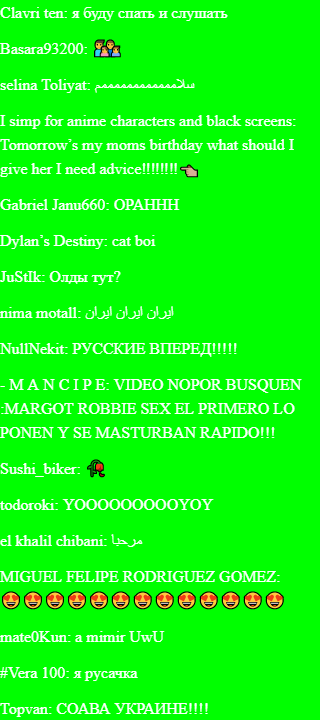 Clavri ten: я буду спать и слушать
Basara93200: 👨‍👩‍👧‍👦
selina Toliyat: سلاممممممممممممم
I simp for anime characters and black screens:
Tomorrow's my moms birthday what should I
give her I need advice!!!!!!!!👈
Gabriel Janu660: OPAHHH
Dylan's Destiny: cat boi
JuStIk: Олды тут?
nima motall: ایران ایران ایران
NullNekit: РУССКИЕ ВПЕРЕД!!!!!
- M A N C I P E: VIDEO NOPOR BUSQUEN
:MARGOT ROBBIE SEX EL PRIMERO LO
PONEN Y SE MASTURBAN RAPIDO!!!
Sushi_biker: 🥀
todoroki: YOOOOOOOOOYOY
el khalil chibani: مرحبا
MIGUEL FELIPE RODRIGUEZ GOMEZ:
😍😍😍😍😍😍😍😍😍😍😍😍😍
mate0Kun: a mimir UwU
#Vera 100: я русачка
Topvan: СОАВА УКРАИНЕ!!!!